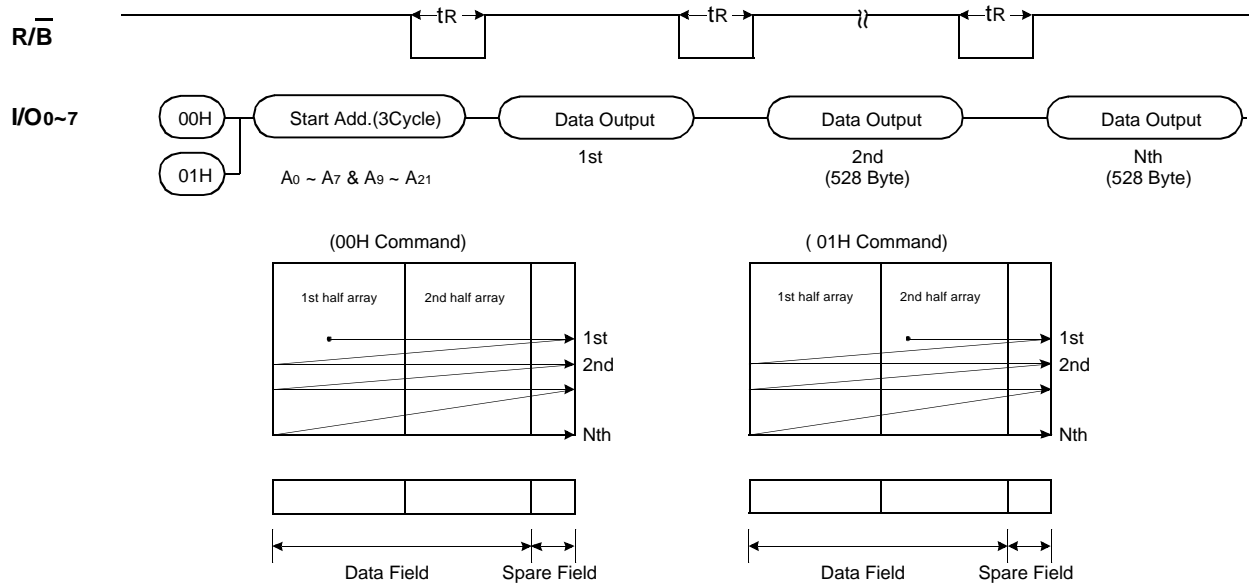 R/B
tR
tR
tR
I/O0~7
00H
Start Add.(3Cycle)
Data Output
Data Output
Data Output
01H
A0 ~ A7 & A9 ~ A21
1st
2nd
(528 Byte)
Nth
(528 Byte)
(00H Command)
1st half array
2nd half array
1st
2nd
Nth
Data Field
Spare Field
( 01H Command)
1st half array
2nd half array
1st
2nd
Nth
Data Field
Spare Field